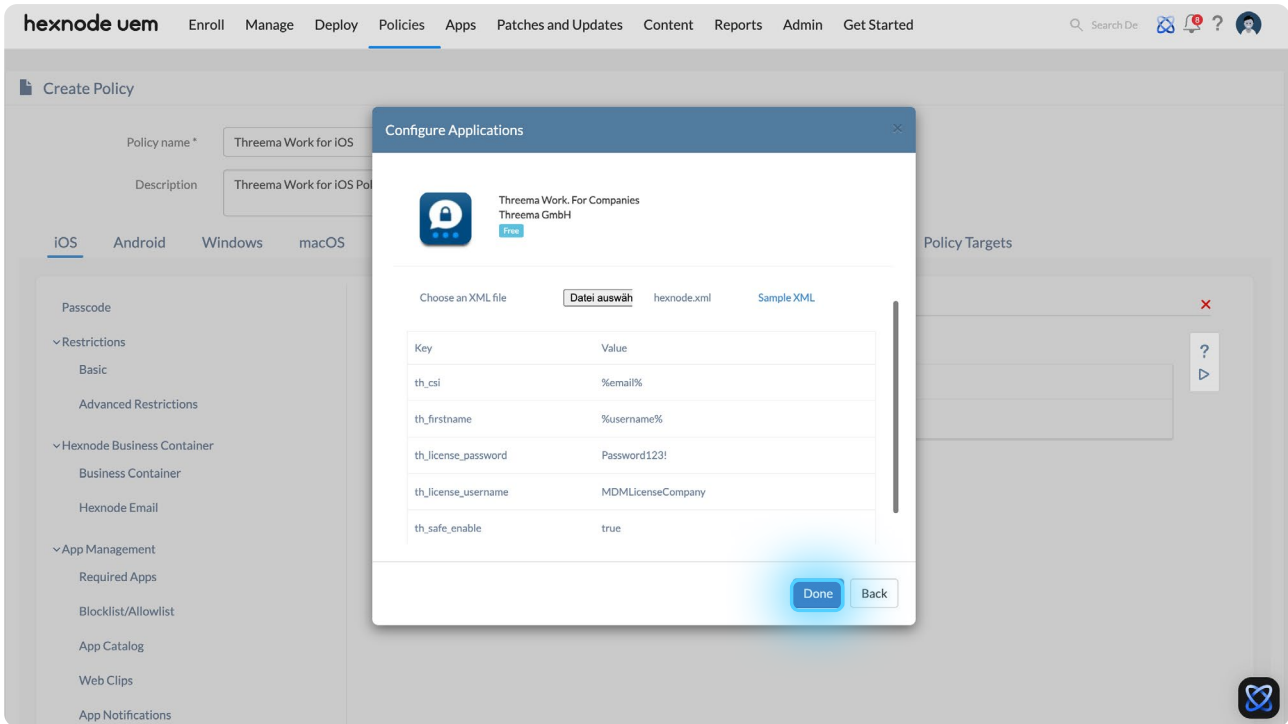 hexnode uem Enroll Manage Deploy Policies Apps Patches and Updates Content Reports Admin Get Started Search De 8 ?
Create Policy
Policy name * Threema Work for iOS
Description Threema Work for iOS Pol
iOS Android Windows macOS Policy Targets
Passcode
Restrictions
Basic
Advanced Restrictions
Hexnode Business Container
Business Container
Hexnode Email
App Management
Required Apps
Blocklist/Allowlist
App Catalog
Web Clips
App Notifications
?
Configure Applications ×
Threema Work. For Companies
Threema GmbH
Free
Choose an XML file Datei auswäh hexnode.xml Sample XML
Key Value
th_csi %email%
th_firstname %username%
th_license_password Password123!
th_license_username MDMLicenseCompany
th_safe_enable true
Done Back